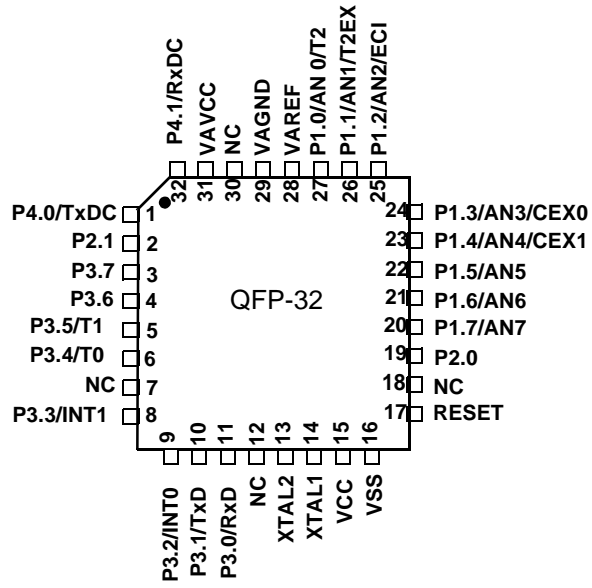 P4.1/RxDC
VAVCC
NC
VAGND
VAREF
P1.0/AN 0/T2
P1.1/AN1/T2EX
P1.2/AN2/ECI
32 31 30 29 28 27 26 25
P4.0/TxDC 1
P2.1 2
P3.7 3
P3.6 4
P3.5/T1 5
P3.4/T0 6
NC 7
P3.3/INT1 8
QFP-32
24 P1.3/AN3/CEX0
23 P1.4/AN4/CEX1
22 P1.5/AN5
21 P1.6/AN6
20 P1.7/AN7
19 P2.0
18 NC
17 RESET
9 10 11 12 13 14 15 16
P3.2/INT0
P3.1/TxD
P3.0/RxD
NC
XTAL2
XTAL1
VCC
VSS